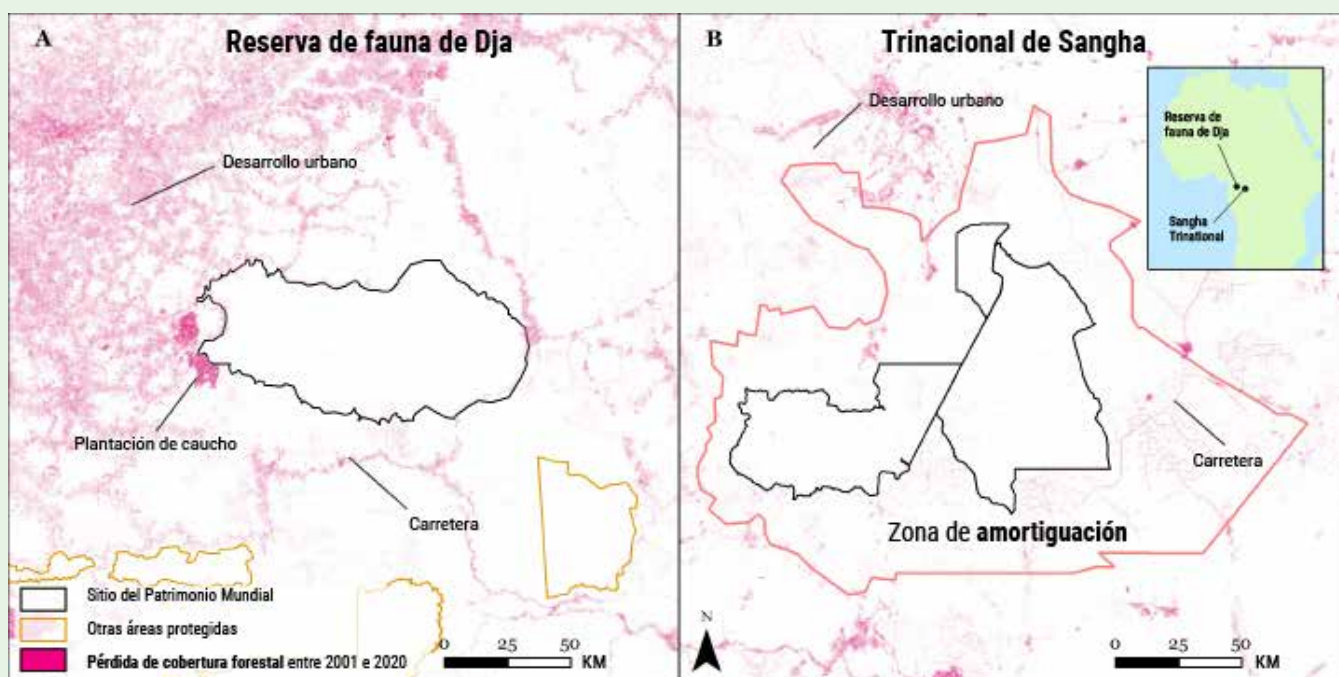 A
Reserva de fauna de Dja
Desarrollo urbano
Plantación de caucho
Carretera
Sitio del Patrimonio Mundial
Otras áreas protegidas
Pérdida de cobertura forestal entre 2001 e 2020
0 25 50
KM
B
Trinacional de Sangha
Desarrollo urbano
Reserva de
fauna de Dja
Sangha
Trinational
Carretera
Zona de amortiguación
N
0 25 50
KM